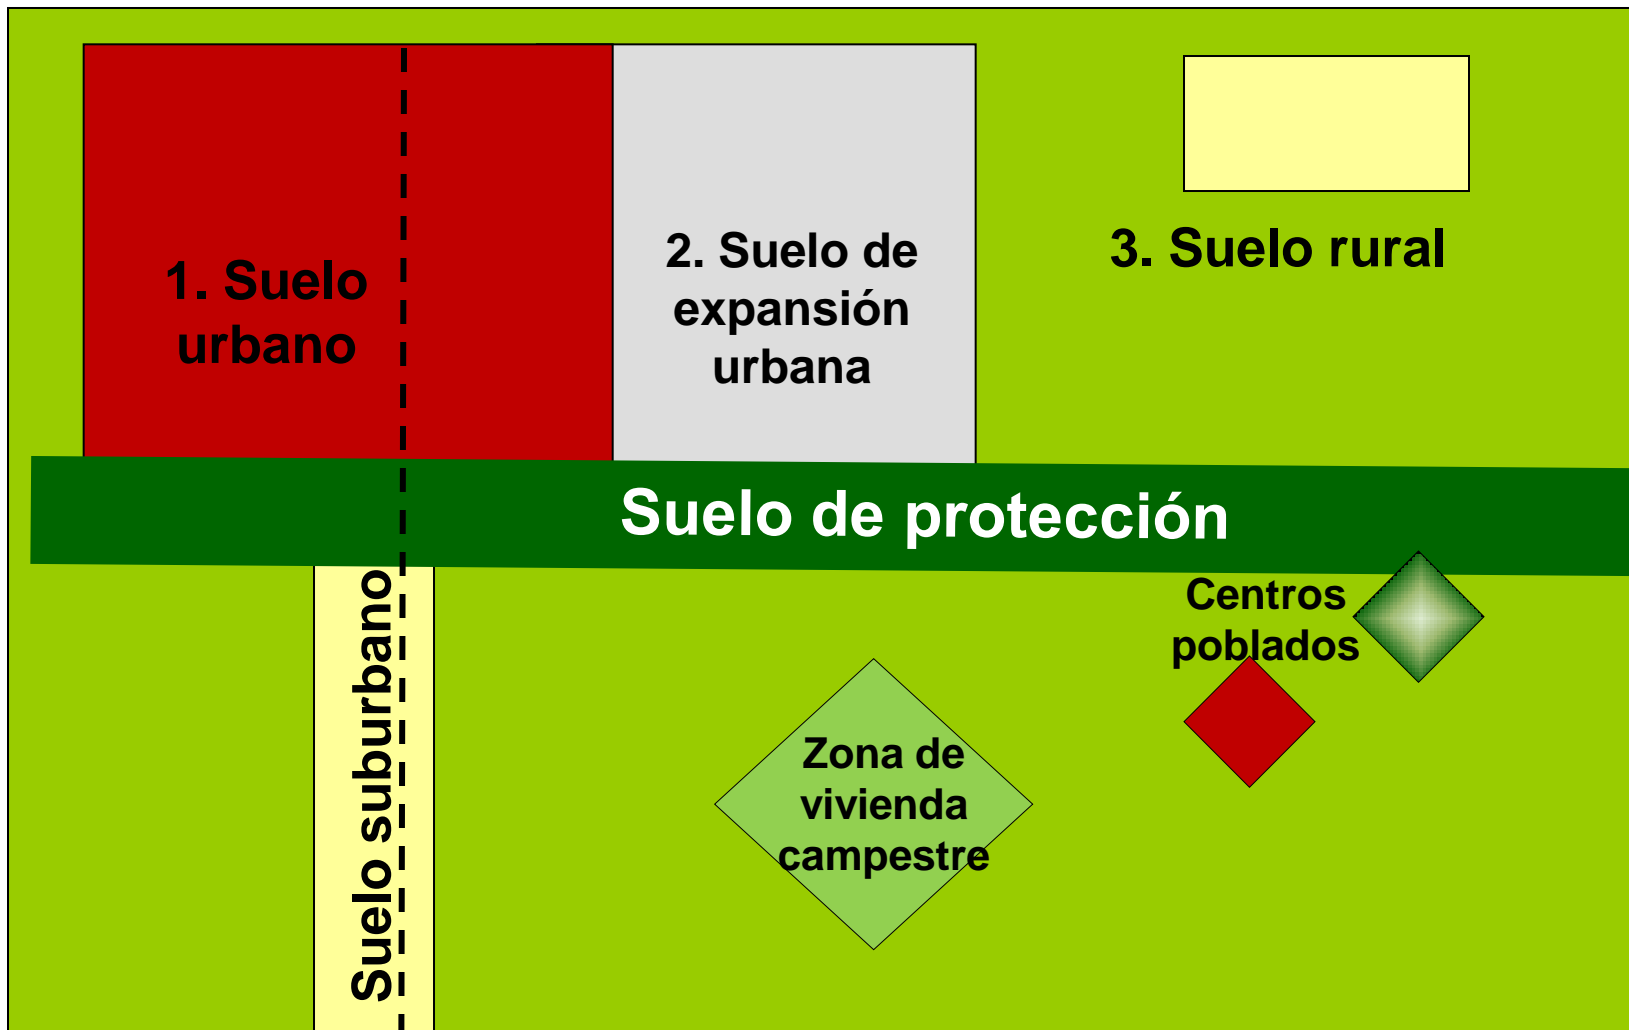 1. Suelo
urbano
2. Suelo de
expansión
urbana
3. Suelo rural
Suelo de protección
Suelo suburbano
Centros
poblados
Zona de
vivienda
campestre